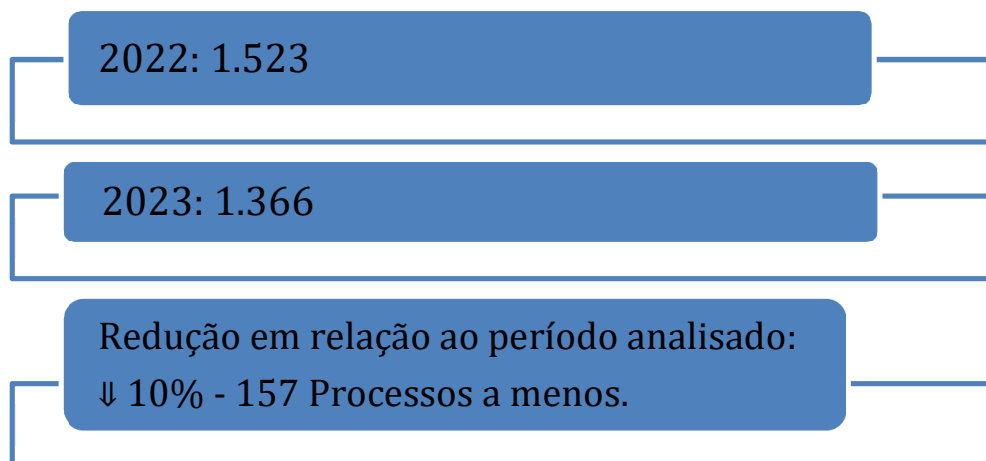 2022: 1.523
2023: 1.366
Redução em relação ao período analisado:
⇓ 10% - 157 Processos a menos.